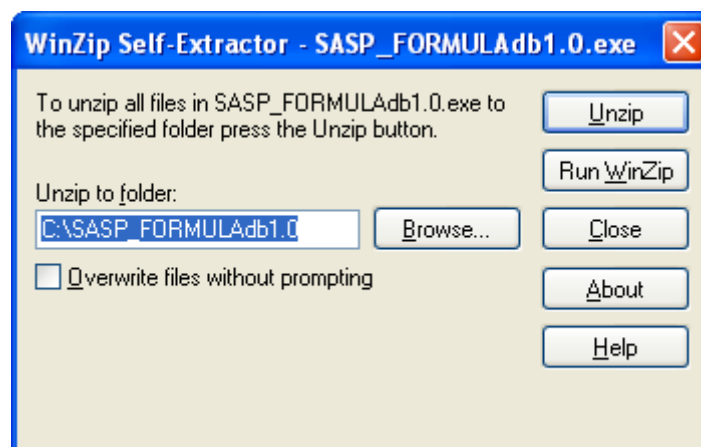 WinZip Self-Extractor - SASP_FORMULAdb1.0.exe
To unzip all files in SASP_FORMULAdb1.0.exe to
the specified folder press the Unzip button.
Unzip to folder:
C:\SASP_FORMULAdb1.0
Browse...
Overwrite files without prompting
Unzip
Run WinZip
Close
About
Help